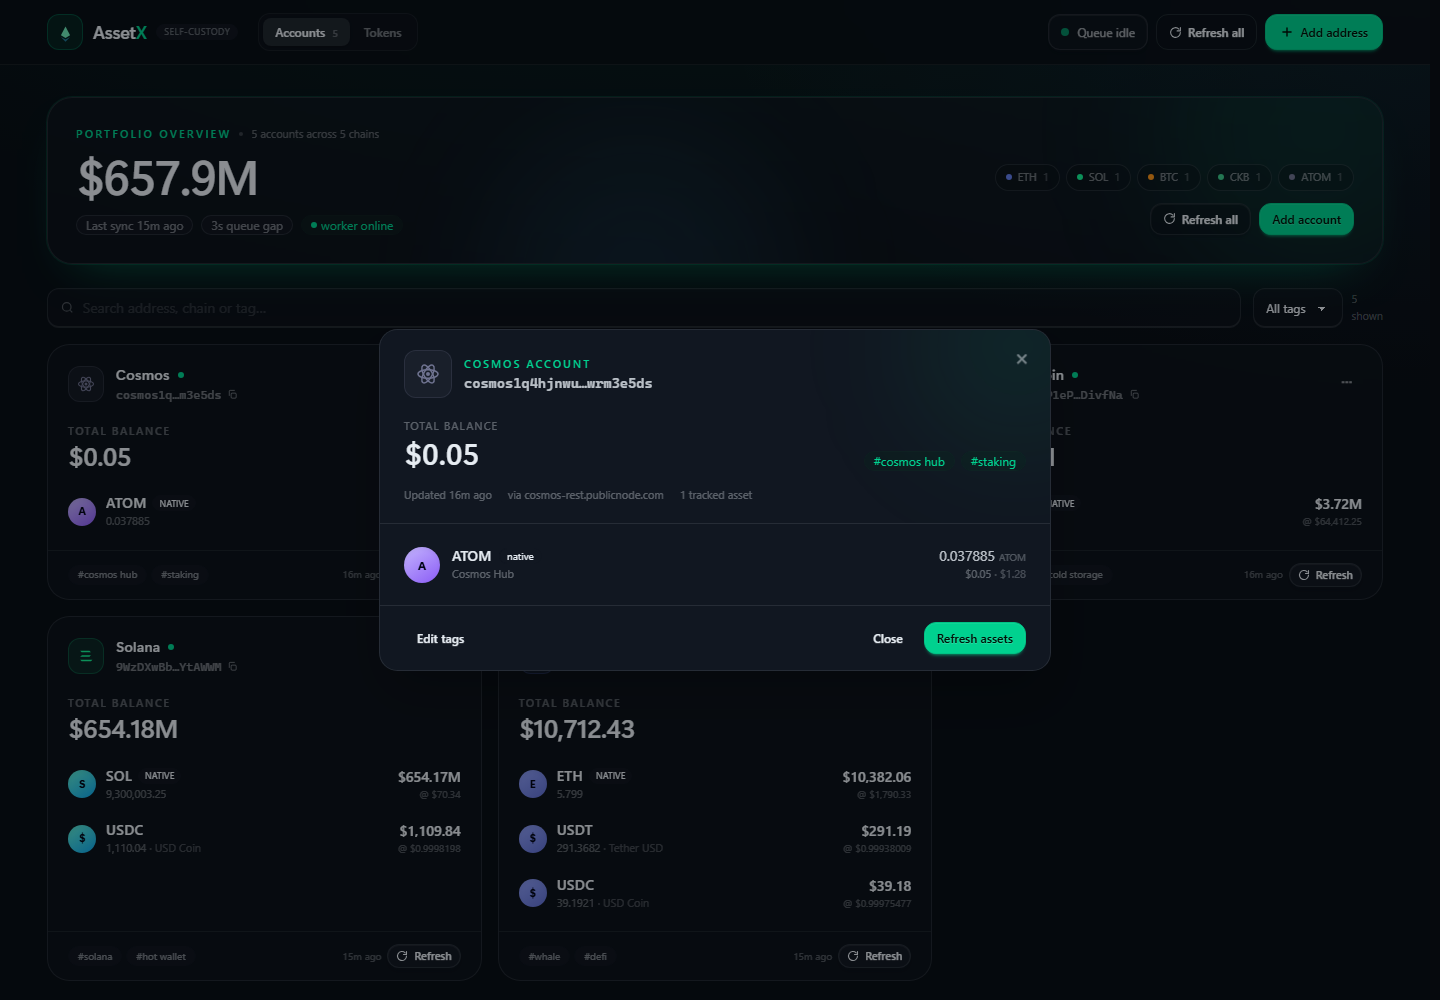 AssetX SELF-CUSTODY Accounts 5 Tokens Queue idle Refresh all + Add address
PORTFOLIO OVERVIEW • 5 accounts across 5 chains
$657.9M
ETH 1 SOL 1 BTC 1 CKB 1 ATOM 1
Last sync 15m ago 3s queue gap worker online Refresh all Add account
Search address, chain or tag... All tags 5 shown
Cosmos
cosmos1q…m3e5ds
TOTAL BALANCE
$0.05
A ATOM NATIVE
0.037885
#cosmos hub #staking 16m ago
COSMOS ACCOUNT
cosmos1q4hjnwu…wrm3e5ds
TOTAL BALANCE
$0.05
#cosmos hub #staking
Updated 16m ago via cosmos-rest.publicnode.com 1 tracked asset
A ATOM native 0.037885 ATOM
Cosmos Hub $0.05 · $1.28
Edit tags Close Refresh assets
…DivfNa
$3.72M
@ $64,412.25
cold storage 16m ago Refresh
Solana
9WzDXwBb…YtAWWM
TOTAL BALANCE
$654.18M
S SOL NATIVE $654.17M
9,300,003.25 @ $70.34
$ USDC $1,109.84
1,110.04 · USD Coin @ $0.9998198
#solana #hot wallet 15m ago Refresh
TOTAL BALANCE
$10,712.43
E ETH NATIVE $10,382.06
5.799 @ $1,790.33
$ USDT $291.19
291.3682 · Tether USD @ $0.99938009
$ USDC $39.18
39.1921 · USD Coin @ $0.99975477
#whale #defi 15m ago Refresh